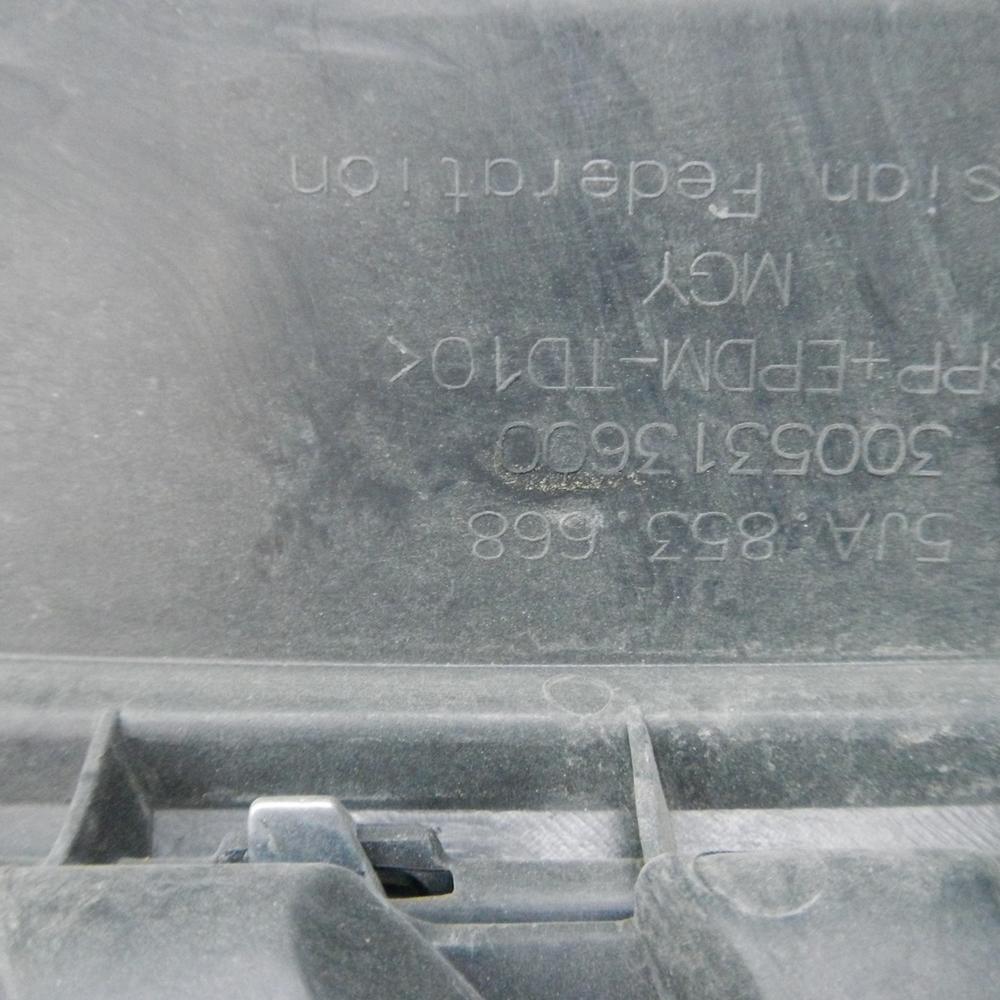 5JA.853.668
3005313600
>PP+EPDM-TD10<
MGY
sian Federation